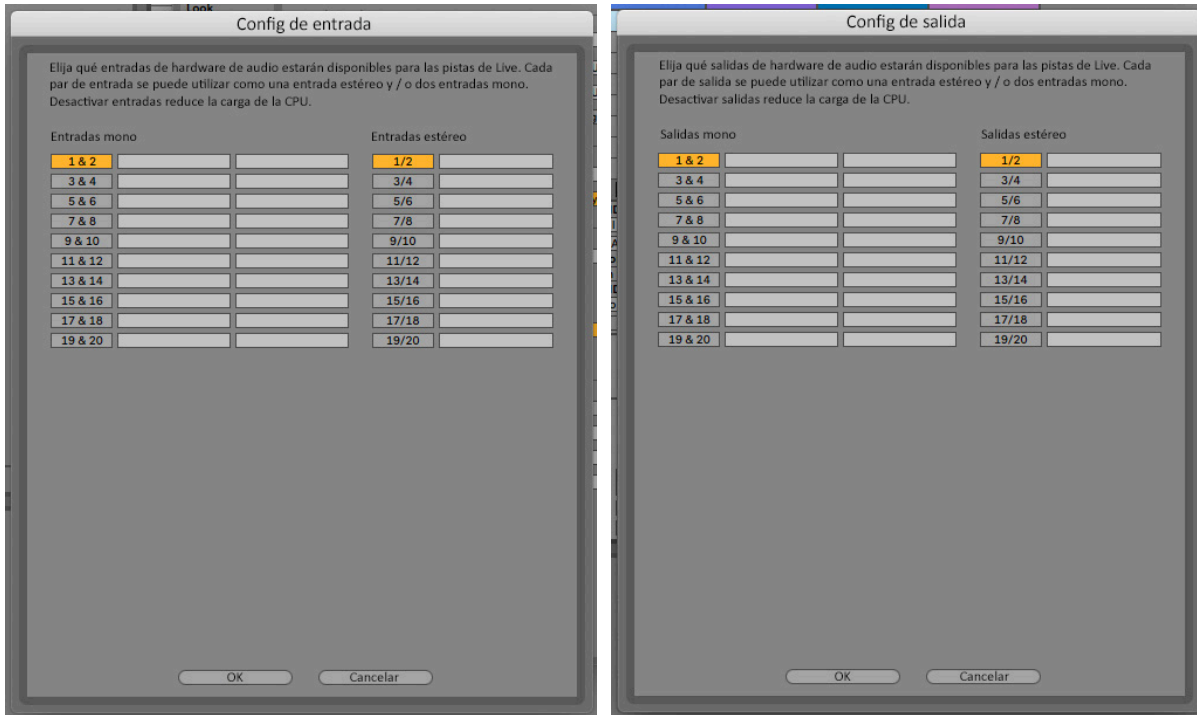 Look
Config de entrada
Elija qué entradas de hardware de audio estarán disponibles para las pistas de Live. Cada
par de entrada se puede utilizar como una entrada estéreo y / o dos entradas mono.
Desactivar entradas reduce la carga de la CPU.
Entradas mono Entradas estéreo
1 & 2 1/2
3 & 4 3/4
5 & 6 5/6
7 & 8 7/8
9 & 10 9/10
11 & 12 11/12
13 & 14 13/14
15 & 16 15/16
17 & 18 17/18
19 & 20 19/20
OK Cancelar
Config de salida
Elija qué salidas de hardware de audio estarán disponibles para las pistas de Live. Cada
par de salida se puede utilizar como una entrada estéreo y / o dos entradas mono.
Desactivar salidas reduce la carga de la CPU.
Salidas mono Salidas estéreo
1 & 2 1/2
3 & 4 3/4
5 & 6 5/6
7 & 8 7/8
9 & 10 9/10
11 & 12 11/12
13 & 14 13/14
15 & 16 15/16
17 & 18 17/18
19 & 20 19/20
OK Cancelar